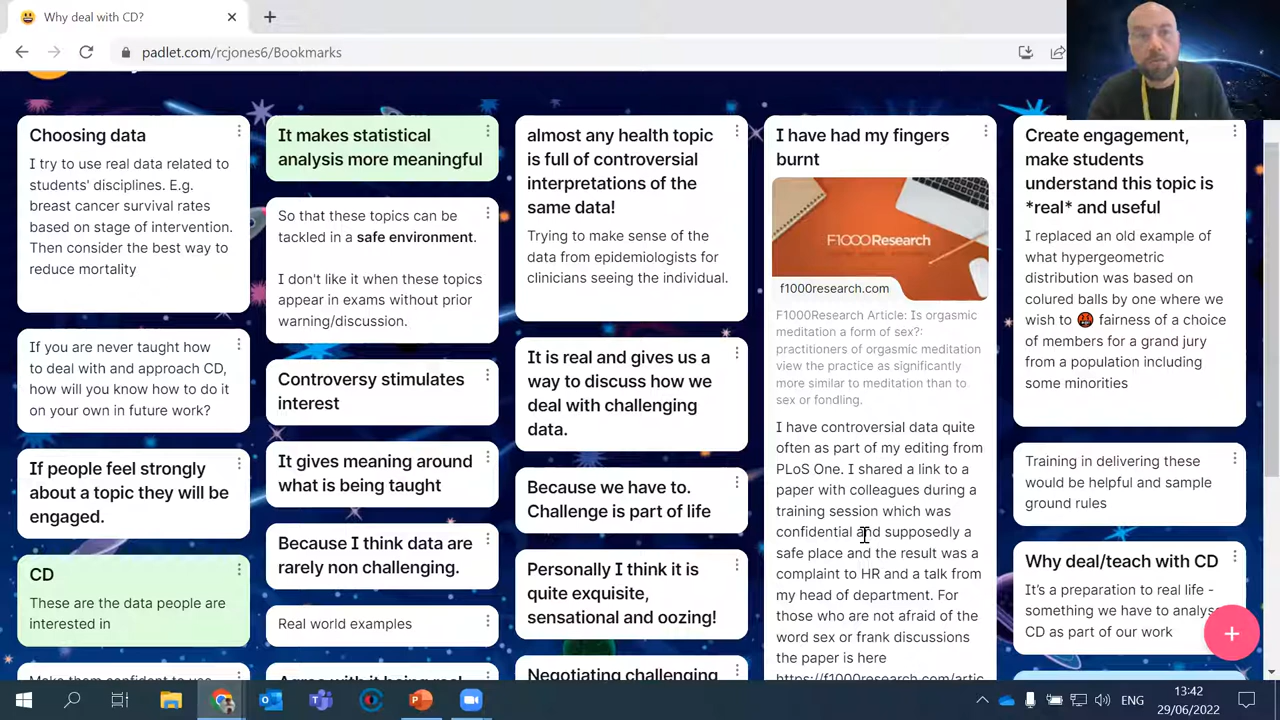 Why deal with CD?
padlet.com/rcjones6/Bookmarks
Choosing data
I try to use real data related to
students' disciplines. E.g.
breast cancer survival rates
based on stage of intervention.
Then consider the best way to
reduce mortality
If you are never taught how
to deal with and approach CD,
how will you know how to do it
on your own in future work?
If people feel strongly
about a topic they will be
engaged.
CD
These are the data people are
interested in
Make them confident to use
It makes statistical
analysis more meaningful
So that these topics can be
tackled in a safe environment.
I don't like it when these topics
appear in exams without prior
warning/discussion.
Controversy stimulates
interest
It gives meaning around
what is being taught
Because I think data are
rarely non challenging.
Real world examples
Agree with it being real
almost any health topic
is full of controversial
interpretations of the
same data!
Trying to make sense of the
data from epidemiologists for
clinicians seeing the individual.
It is real and gives us a
way to discuss how we
deal with challenging
data.
Because we have to.
Challenge is part of life
Personally I think it is
quite exquisite,
sensational and oozing!
Negotiating challenging
I have had my fingers
burnt
F1000Research
f1000research.com
F1000Research Article: Is orgasmic
meditation a form of sex?:
practitioners of orgasmic meditation
view the practice as significantly
more similar to meditation than to
sex or fondling.
I have controversial data quite
often as part of my editing from
PLoS One. I shared a link to a
paper with colleagues during a
training session which was
confidential and supposedly a
safe place and the result was a
complaint to HR and a talk from
my head of department. For
those who are not afraid of the
word sex or frank discussions
the paper is here
https://f1000research.com/artic
Create engagement,
make students
understand this topic is
*real* and useful
I replaced an old example of
what hypergeometric
distribution was based on
colured balls by one where we
wish to 🤬 fairness of a choice
of members for a grand jury
from a population including
some minorities
Training in delivering these
would be helpful and sample
ground rules
Why deal/teach with CD
It's a preparation to real life -
something we have to analys
CD as part of our work
ENG
13:42
29/06/2022